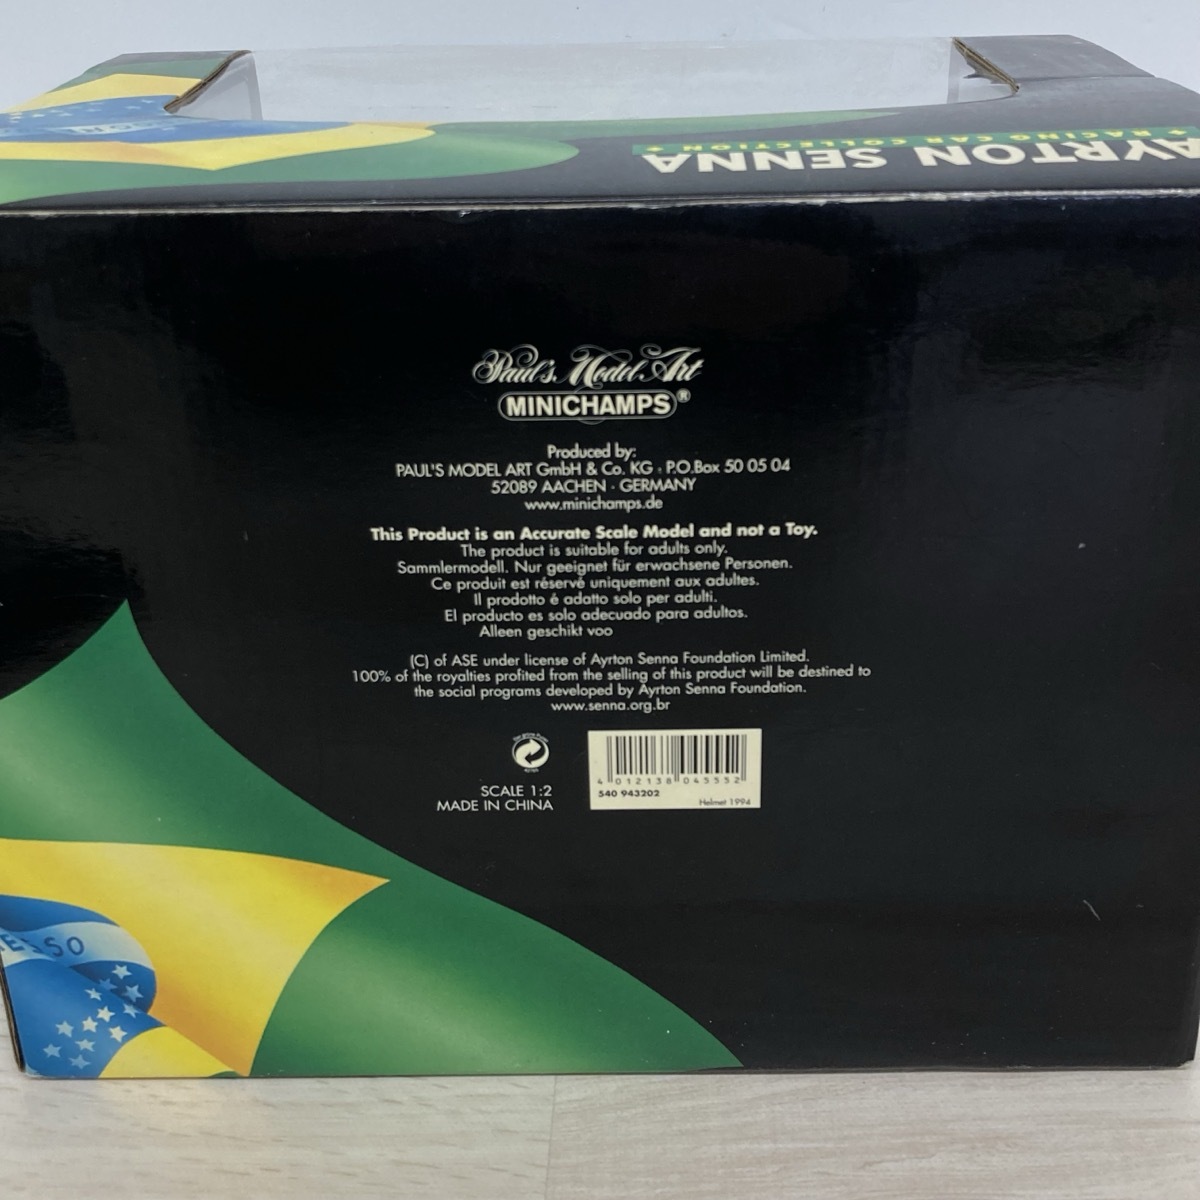 AYRTON SENNA
RACING CAR COLLECTION
Paul's Model Art
MINICHAMPS®
Produced by:
PAUL'S MODEL ART GmbH & Co. KG · P.O.Box 50 05 04
52089 AACHEN · GERMANY
www.minichamps.de
This Product is an Accurate Scale Model and not a Toy.
The product is suitable for adults only.
Sammlermodell. Nur geeignet für erwachsene Personen.
Ce produit est réservé uniquement aux adultes.
Il prodotto é adatto solo per adulti.
El producto es solo adecuado para adultos.
Alleen geschikt voo
(C) of ASE under license of Ayrton Senna Foundation Limited.
100% of the royalties profited from the selling of this product will be destined to
the social programs developed by Ayrton Senna Foundation.
www.senna.org.br
SCALE 1:2
MADE IN CHINA
4 012138 045552
540 943202
Helmet 1994
ESSO